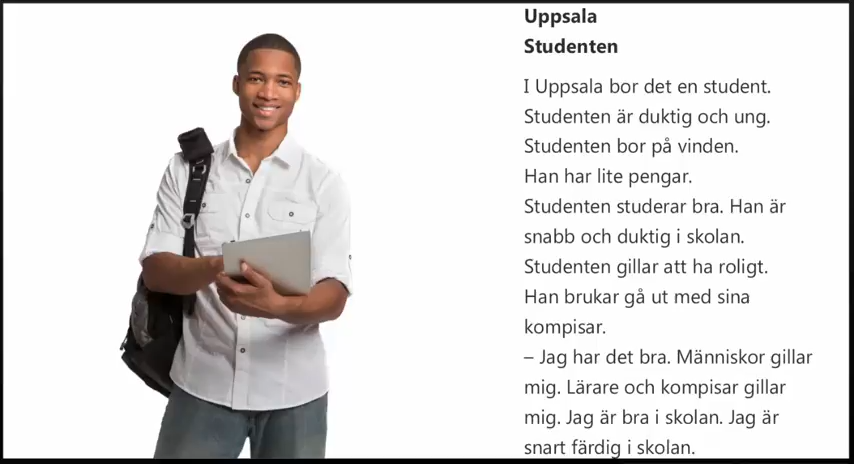 Uppsala
Studenten
I Uppsala bor det en student.
Studenten är duktig och ung.
Studenten bor på vinden.
Han har lite pengar.
Studenten studerar bra. Han är
snabb och duktig i skolan.
Studenten gillar att ha roligt.
Han brukar gå ut med sina
kompisar.
– Jag har det bra. Människor gillar
mig. Lärare och kompisar gillar
mig. Jag är bra i skolan. Jag är
snart färdig i skolan.